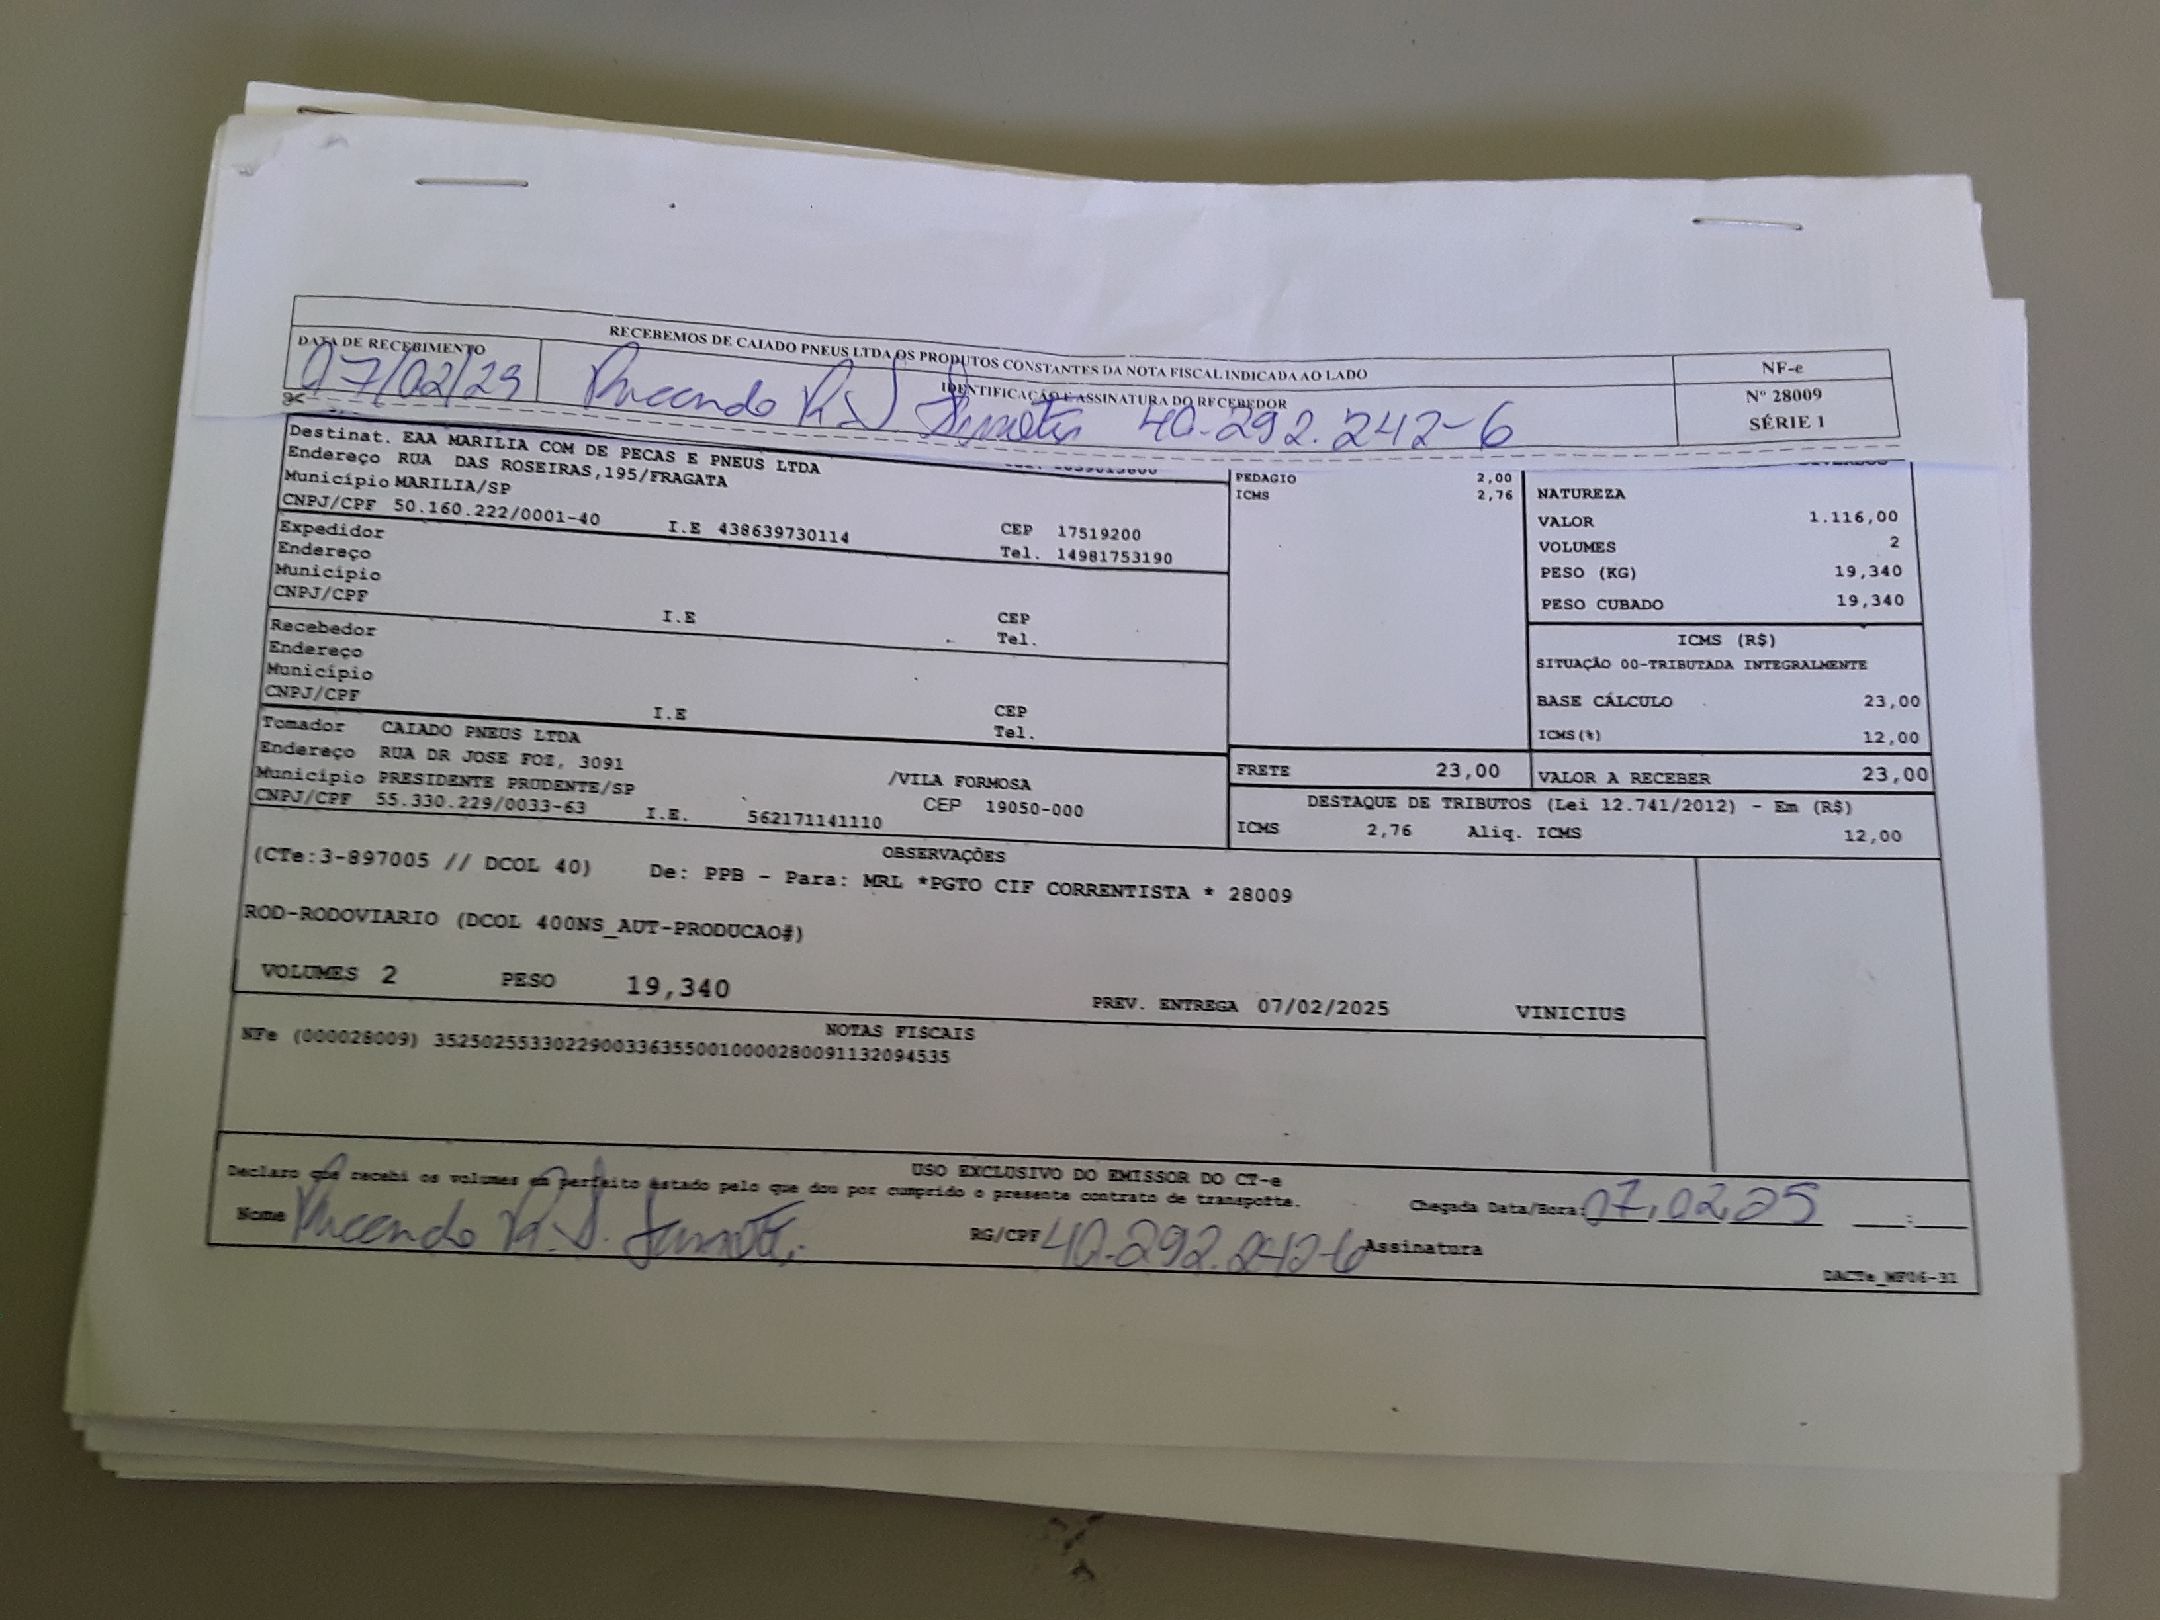 RECEBEMOS DE CAIADO PNEUS LTDA OS PRODUTOS CONSTANTES DA NOTA FISCAL INDICADA AO LADO
DATA DE RECEBIMENTO
IDENTIFICAÇÃO E ASSINATURA DO RECEBEDOR
07/02/25
R. S. 40.292.242-6
NF-e
Nº 28009
SÉRIE 1
Destinat. EAA MARILIA COM DE PECAS E PNEUS LTDA
Endereço RUA DAS ROSEIRAS,195/FRAGATA
Município MARILIA/SP
CNPJ/CPF 50.160.222/0001-40 I.E 438639730114 CEP 17519200
Tel. 14981753190
Expedidor
Endereço
Município
CNPJ/CPF I.E CEP
Tel.
Recebedor
Endereço
Município
CNPJ/CPF I.E CEP
Tel.
Tomador CAIADO PNEUS LTDA
Endereço RUA DR JOSE FOZ, 3091 /VILA FORMOSA
Município PRESIDENTE PRUDENTE/SP CEP 19050-000
CNPJ/CPF 55.330.229/0033-63 I.E. 562171141110
PEDAGIO 2,00
ICMS 2,76
FRETE 23,00
DIVERSOS
NATUREZA
VALOR 1.116,00
VOLUMES 2
PESO (KG) 19,340
PESO CUBADO 19,340
ICMS (R$)
SITUAÇÃO 00-TRIBUTADA INTEGRALMENTE
BASE CÁLCULO 23,00
ICMS(%) 12,00
VALOR A RECEBER 23,00
DESTAQUE DE TRIBUTOS (Lei 12.741/2012) - Em (R$)
ICMS 2,76 Aliq. ICMS 12,00
OBSERVAÇÕES
(CTe:3-897005 // DCOL 40) De: PPB - Para: MRL *PGTO CIF CORRENTISTA * 28009
ROD-RODOVIARIO (DCOL 400NS_AUT-PRODUCAO#)
VOLUMES 2 PESO 19,340 PREV. ENTREGA 07/02/2025 VINICIUS
NOTAS FISCAIS
NFe (000028009) 35250255330229003363550010000280091132094535
USO EXCLUSIVO DO EMISSOR DO CT-e
Declaro que recebi os volumes em perfeito estado pelo que dou por cumprido o presente contrato de transporte.
Chegada Data/Hora: 07.02.25 ___:___
Nome R. S. RG/CPF 40.292.242-6 Assinatura
DACTe_MF06-31